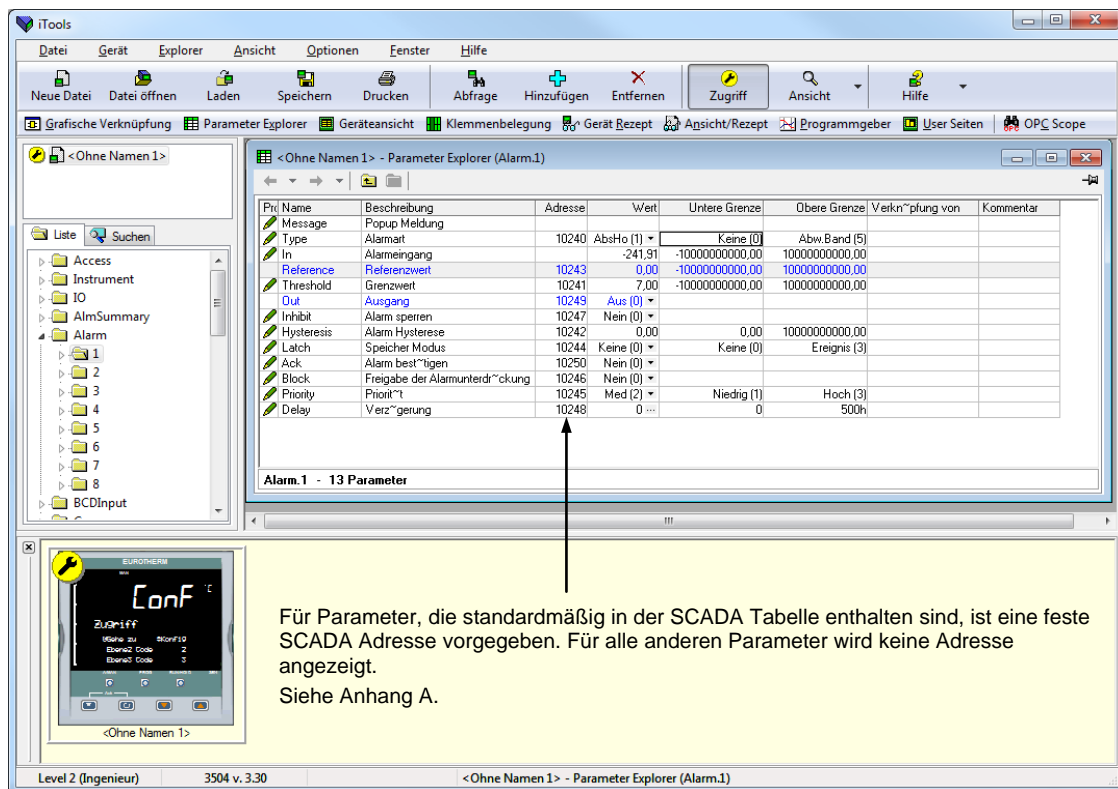 iTools
Datei Gerät Explorer Ansicht Optionen Fenster Hilfe
Neue Datei Datei öffnen Laden Speichern Drucken Abfrage Hinzufügen Entfernen Zugriff Ansicht Hilfe
Grafische Verknüpfung Parameter Explorer Geräteansicht Klemmenbelegung Gerät Rezept Ansicht/Rezept Programmgeber User Seiten OPC Scope
<Ohne Namen 1>
Liste Suchen
Access
Instrument
IO
AlmSummary
Alarm
1
2
3
4
5
6
7
8
BCDInput
<Ohne Namen 1> - Parameter Explorer (Alarm.1)
Name Beschreibung Adresse Wert Untere Grenze Obere Grenze Verkn~pfung von Kommentar
Message Popup Meldung
Type Alarmart 10240 AbsHo (1) Keine (0) Abw.Band (5)
In Alarmeingang -241,91 -10000000000,00 10000000000,00
Reference Referenzwert 10243 0,00 -10000000000,00 10000000000,00
Threshold Grenzwert 10241 7,00 -10000000000,00 10000000000,00
Out Ausgang 10249 Aus (0)
Inhibit Alarm sperren 10247 Nein (0)
Hysteresis Alarm Hysterese 10242 0,00 0,00 10000000000,00
Latch Speicher Modus 10244 Keine (0) Keine (0) Ereignis (3)
Ack Alarm best~tigen 10250 Nein (0)
Block Freigabe der Alarmunterdr~ckung 10246 Nein (0)
Priority Priorit~t 10245 Med (2) Niedrig (1) Hoch (3)
Delay Verz~gerung 10248 0 ... 0 500h
Alarm.1 - 13 Parameter
EUROTHERM
MAN
ConF °C
Zugriff
Gehe zu
Ebene2 Code 2
Ebene3 Code 3
<Ohne Namen 1>
Für Parameter, die standardmäßig in der SCADA Tabelle enthalten sind, ist eine feste
SCADA Adresse vorgegeben. Für alle anderen Parameter wird keine Adresse
angezeigt.
Siehe Anhang A.
Level 2 (Ingenieur) 3504 v. 3.30 <Ohne Namen 1> - Parameter Explorer (Alarm.1)